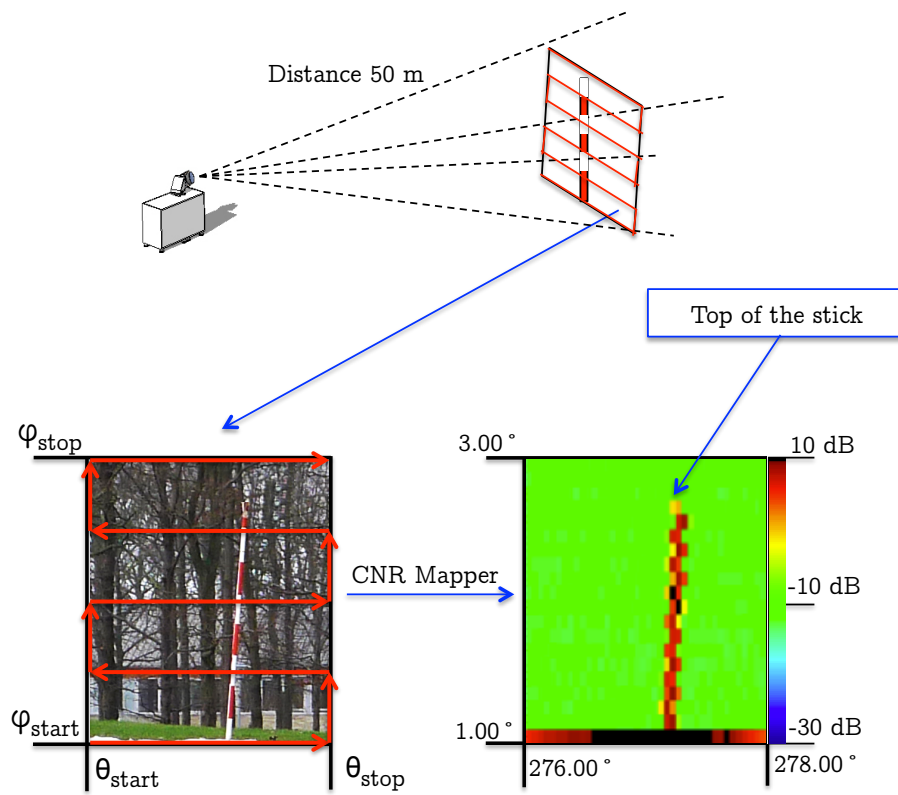 Distance 50 m
Top of the stick
φstop
3.00°
10 dB
CNR Mapper
-10 dB
φstart
1.00°
-30 dB
θstart
θstop
276.00°
278.00°